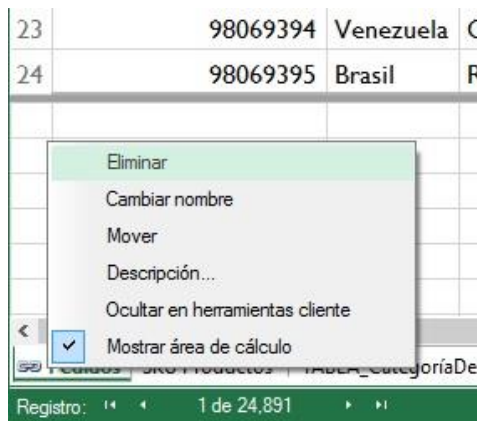 23 98069394 Venezuela
24 98069395 Brasil
Eliminar
Cambiar nombre
Mover
Descripción...
Ocultar en herramientas cliente
Mostrar área de cálculo
Registro: 1 de 24,891